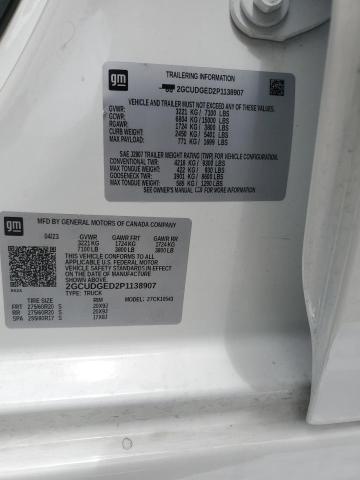 gm
TRAILERING INFORMATION
2GCUDGED2P1138907
VEHICLE AND TRAILER MUST NOT EXCEED ANY OF THESE VALUES
GVWR: 3221 KG / 7100 LBS
GCWR: 6804 KG / 15000 LBS
RGAWR: 1724 KG / 3800 LBS
CURB WEIGHT: 2450 KG / 5401 LBS
MAX PAYLOAD: 771 KG / 1699 LBS
SAE J2807 TRAILER WEIGHT RATING (TWR) FOR THIS VEHICLE
CONVENTIONAL TWR: 4218 KG / 9300 LBS
MAX TONGUE WEIGHT: 422 KG / 930 LBS
GOOSENECK TWR: 3901 KG / 8600 LBS
MAX TONGUE WEIGHT: 585 KG / 1290 LBS
SEE OWNER'S MANUAL FOR MORE INFORMATION
gm
MFD BY GENERAL MOTORS OF CANADA COMPANY
04/23 GVWR GAWR FRT GAWR RR
3221 KG 1724 KG 1724 KG
7100 LB 3800 LB 3800 LB
THIS VEHICLE CONFORMS TO ALL APPLICABLE
U.S. FEDERAL MOTOR VEHICLE
SAFETY STANDARDS IN EFFECT ON THE DATE OF
MANUFACTURE SHOWN ABOVE.
2GCUDGED2P1138907
TYPE: TRUCK
TIRE SIZE SPEED RTG RIM 27CK10543
FRT 275/60R20 S 20X9J
RR 275/60R20 S 20X9J
SPA 255/80R17 S 17X8J